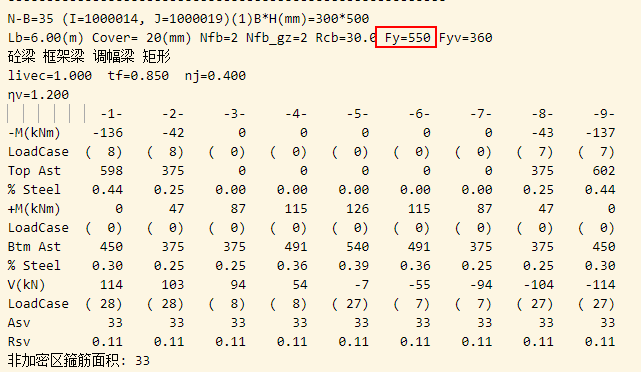 N-B=35 (I=1000014, J=1000019)(1)B*H(mm)=300*500
Lb=6.00(m) Cover= 20(mm) Nfb=2 Nfb_gz=2 Rcb=30.0 Fy=550 Fyv=360
砼梁 框架梁 调幅梁 矩形
livec=1.000 tf=0.850 nj=0.400
ηv=1.200
-1- -2- -3- -4- -5- -6- -7- -8- -9-
-M(kNm) -136 -42 0 0 0 0 0 -43 -137
LoadCase ( 8) ( 8) ( 0) ( 0) ( 0) ( 0) ( 0) ( 7) ( 7)
Top Ast 598 375 0 0 0 0 0 375 602
% Steel 0.44 0.25 0.00 0.00 0.00 0.00 0.00 0.25 0.44
+M(kNm) 0 47 87 115 126 115 87 47 0
LoadCase ( 0) ( 0) ( 0) ( 0) ( 0) ( 0) ( 0) ( 0) ( 0)
Btm Ast 450 375 375 491 540 491 375 375 450
% Steel 0.30 0.25 0.25 0.36 0.39 0.36 0.25 0.25 0.30
V(kN) 114 103 94 54 -7 -55 -94 -104 -114
LoadCase ( 28) ( 28) ( 8) ( 8) ( 27) ( 7) ( 7) ( 27) ( 27)
Asv 33 33 33 33 33 33 33 33 33
Rsv 0.11 0.11 0.11 0.11 0.11 0.11 0.11 0.11 0.11
非加密区箍筋面积: 33